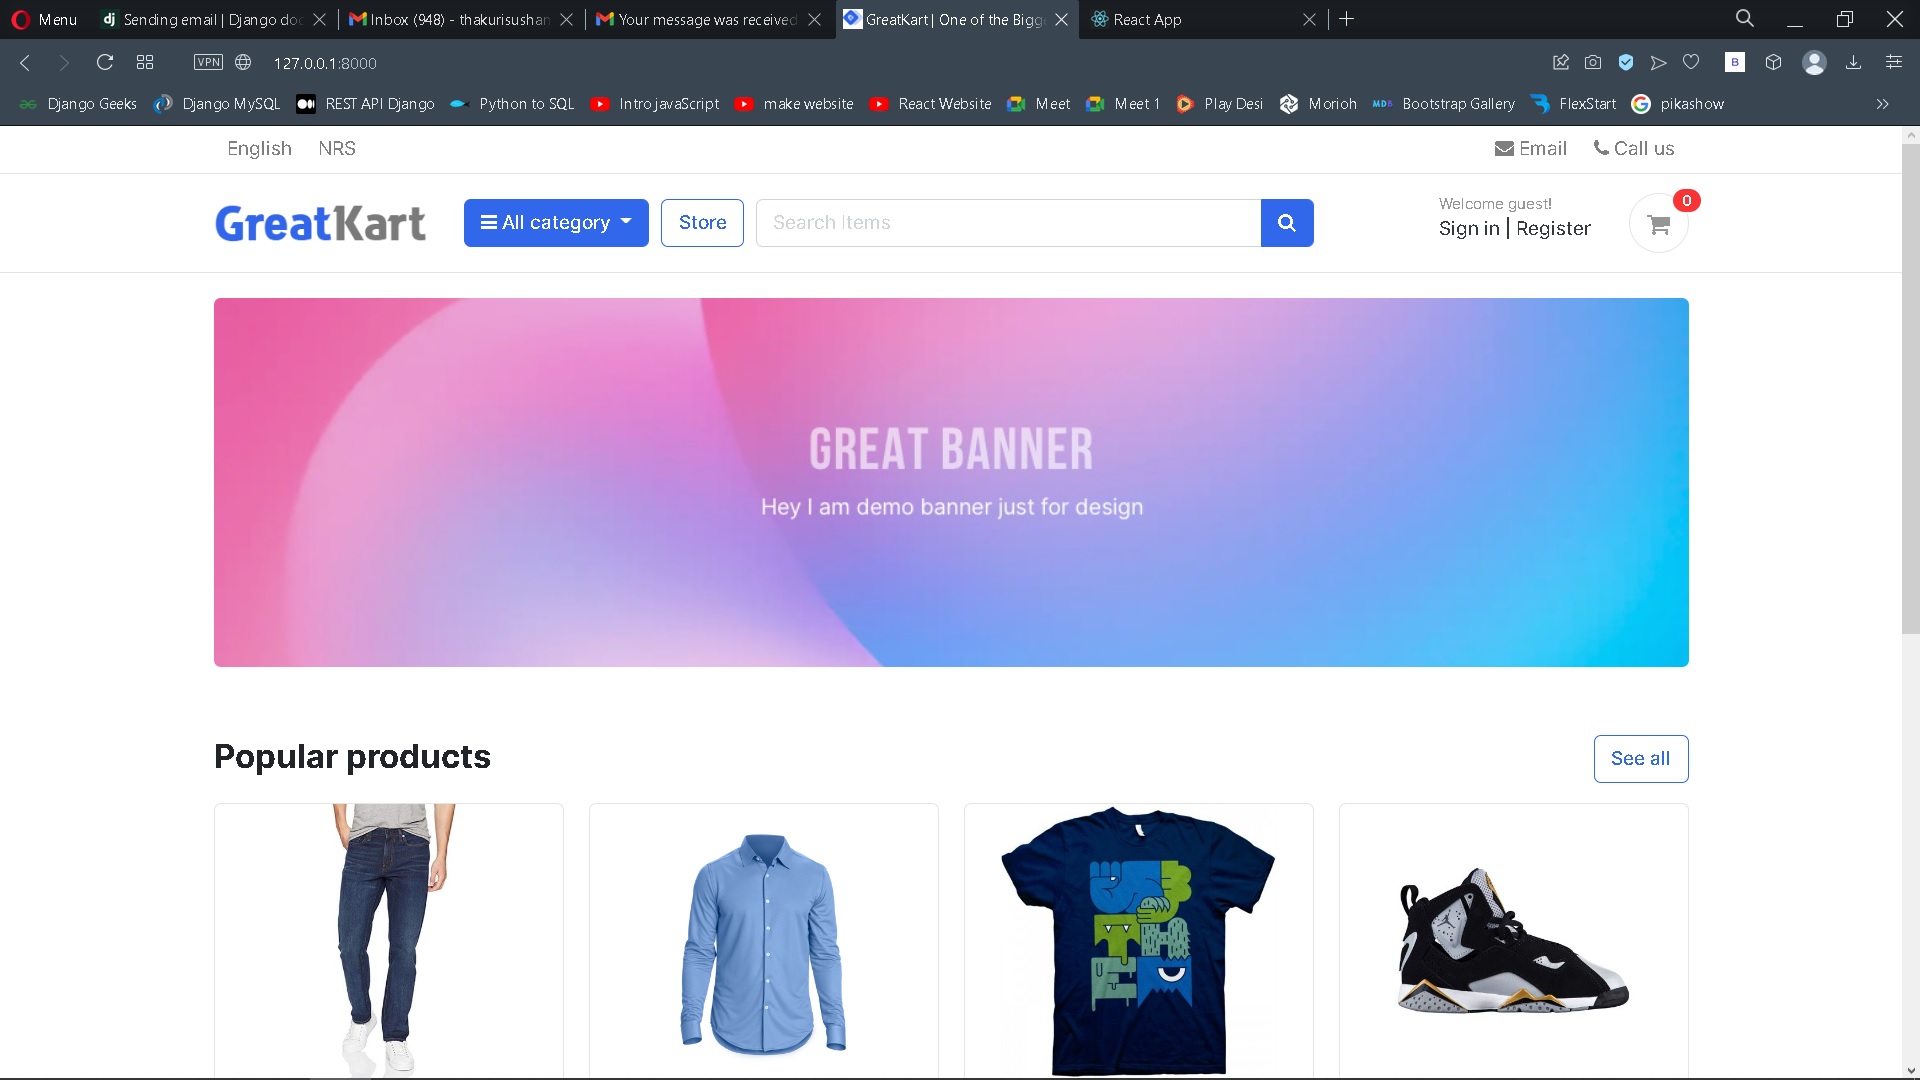 Menu
Sending email | Django doc
Inbox (948) - thakurisushan
Your message was received
GreatKart | One of the Bigg
React App
VPN
127.0.0.1:8000
B
Django Geeks
Django MySQL
REST API Django
Python to SQL
Intro javaScript
make website
React Website
Meet
Meet 1
Play Desi
Morioh
MDB
Bootstrap Gallery
FlexStart
pikashow
English NRS
Email Call us
GreatKart
All category
Store
Search Items
Welcome guest!
Sign in | Register
0
GREAT BANNER
Hey I am demo banner just for design
Popular products
See all